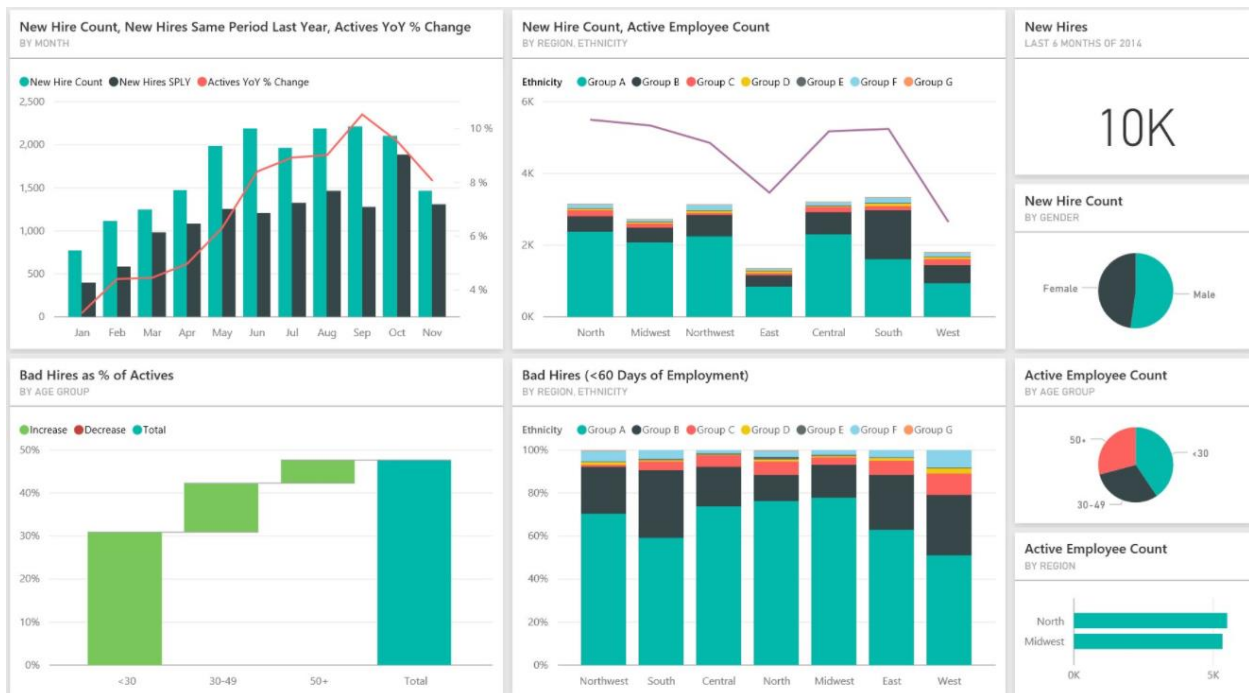 New Hire Count, New Hires Same Period Last Year, Actives YoY % Change
BY MONTH
New Hire Count New Hires SPLY Actives YoY % Change
2,500
2,000
1,500
1,000
500
0
10 %
8 %
6 %
4 %
Jan Feb Mar Apr May Jun Jul Aug Sep Oct Nov
New Hire Count, Active Employee Count
BY REGION, ETHNICITY
Ethnicity Group A Group B Group C Group D Group E Group F Group G
6K
4K
2K
0K
North Midwest Northwest East Central South West
New Hires
LAST 6 MONTHS OF 2014
10K
New Hire Count
BY GENDER
Female
Male
Bad Hires as % of Actives
BY AGE GROUP
Increase Decrease Total
50%
40%
30%
20%
10%
0%
<30 30-49 50+ Total
Bad Hires (<60 Days of Employment)
BY REGION, ETHNICITY
Ethnicity Group A Group B Group C Group D Group E Group F Group G
100%
80%
60%
40%
20%
0%
Northwest South Central North Midwest East West
Active Employee Count
BY AGE GROUP
50+
<30
30-49
Active Employee Count
BY REGION
North
Midwest
0K 5K